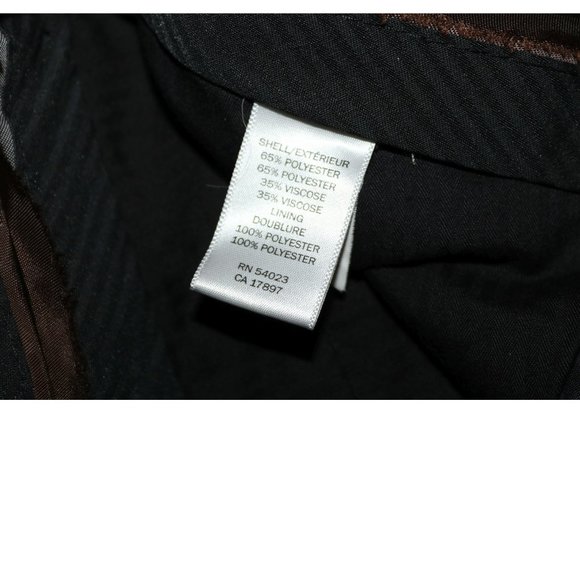 SHELL/EXTÉRIEUR
65% POLYESTER
65% POLYESTER
35% VISCOSE
35% VISCOSE
LINING
DOUBLURE
100% POLYESTER
100% POLYESTER
RN 54023
CA 17897